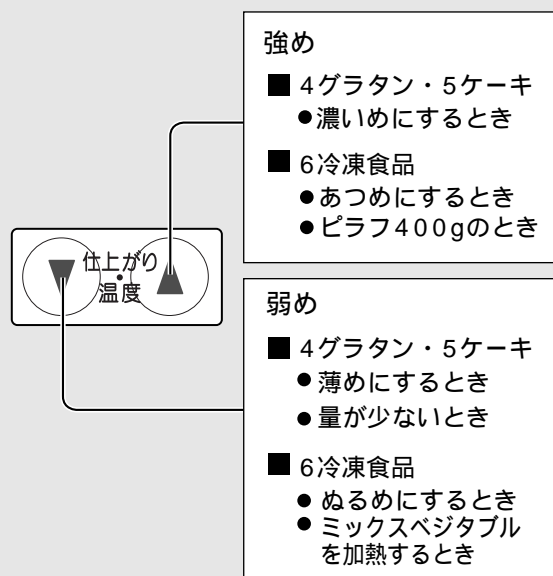 強め
■ 4グラタン・5ケーキ
●濃いめにするとき
■ 6冷凍食品
●あつめにするとき
●ピラフ400gのとき
▼ 仕上がり ▲
・
温度
弱め
■ 4グラタン・5ケーキ
●薄めにするとき
●量が少ないとき
■ 6冷凍食品
●ぬるめにするとき
●ミックスベジタブル
を加熱するとき